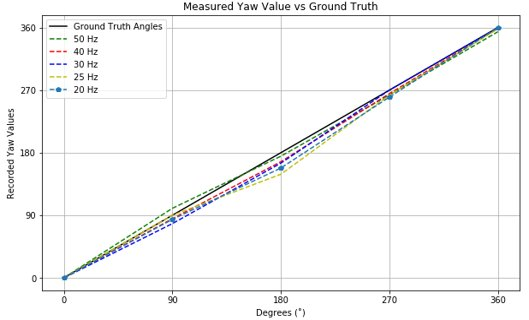 Measured Yaw Value vs Ground Truth
Ground Truth Angles
50 Hz
40 Hz
30 Hz
25 Hz
20 Hz
360
270
180
90
0
Recorded Yaw Values
0 90 180 270 360
Degrees (˚)